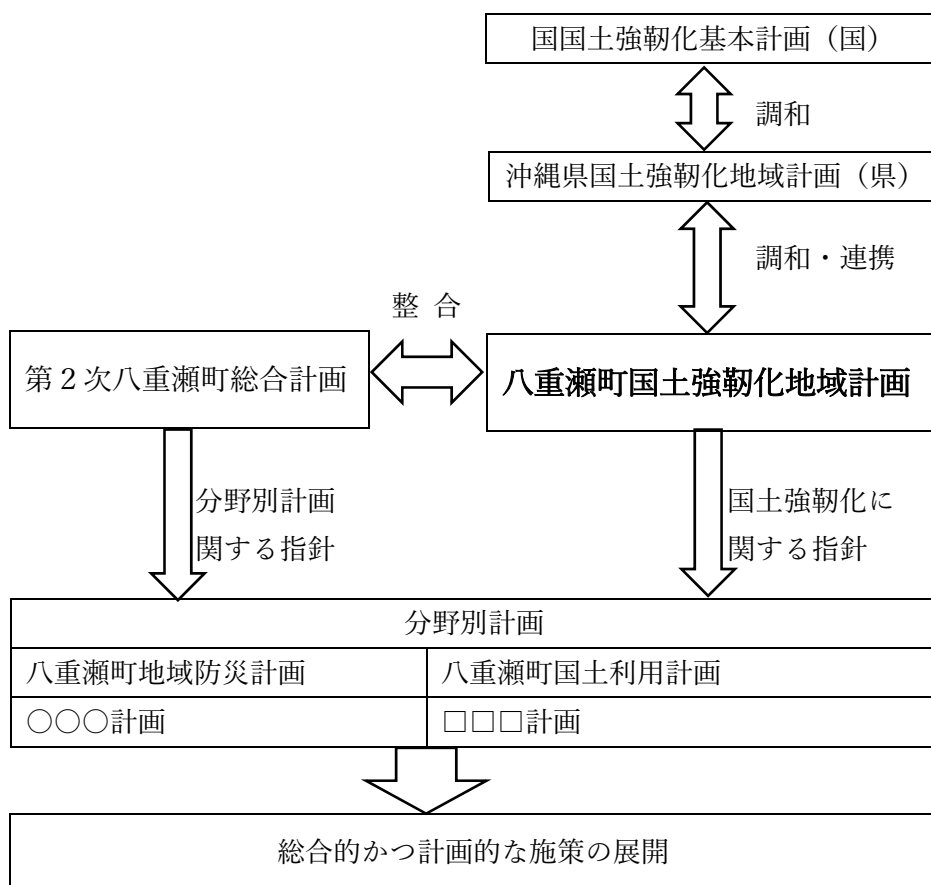 国国土強靭化基本計画（国）
調和
沖縄県国土強靭化地域計画（県）
調和・連携
整 合
第２次八重瀬町総合計画
八重瀬町国土強靭化地域計画
分野別計画
関する指針
国土強靭化に
関する指針
分野別計画
八重瀬町地域防災計画
八重瀬町国土利用計画
○○○計画
□□□計画
総合的かつ計画的な施策の展開